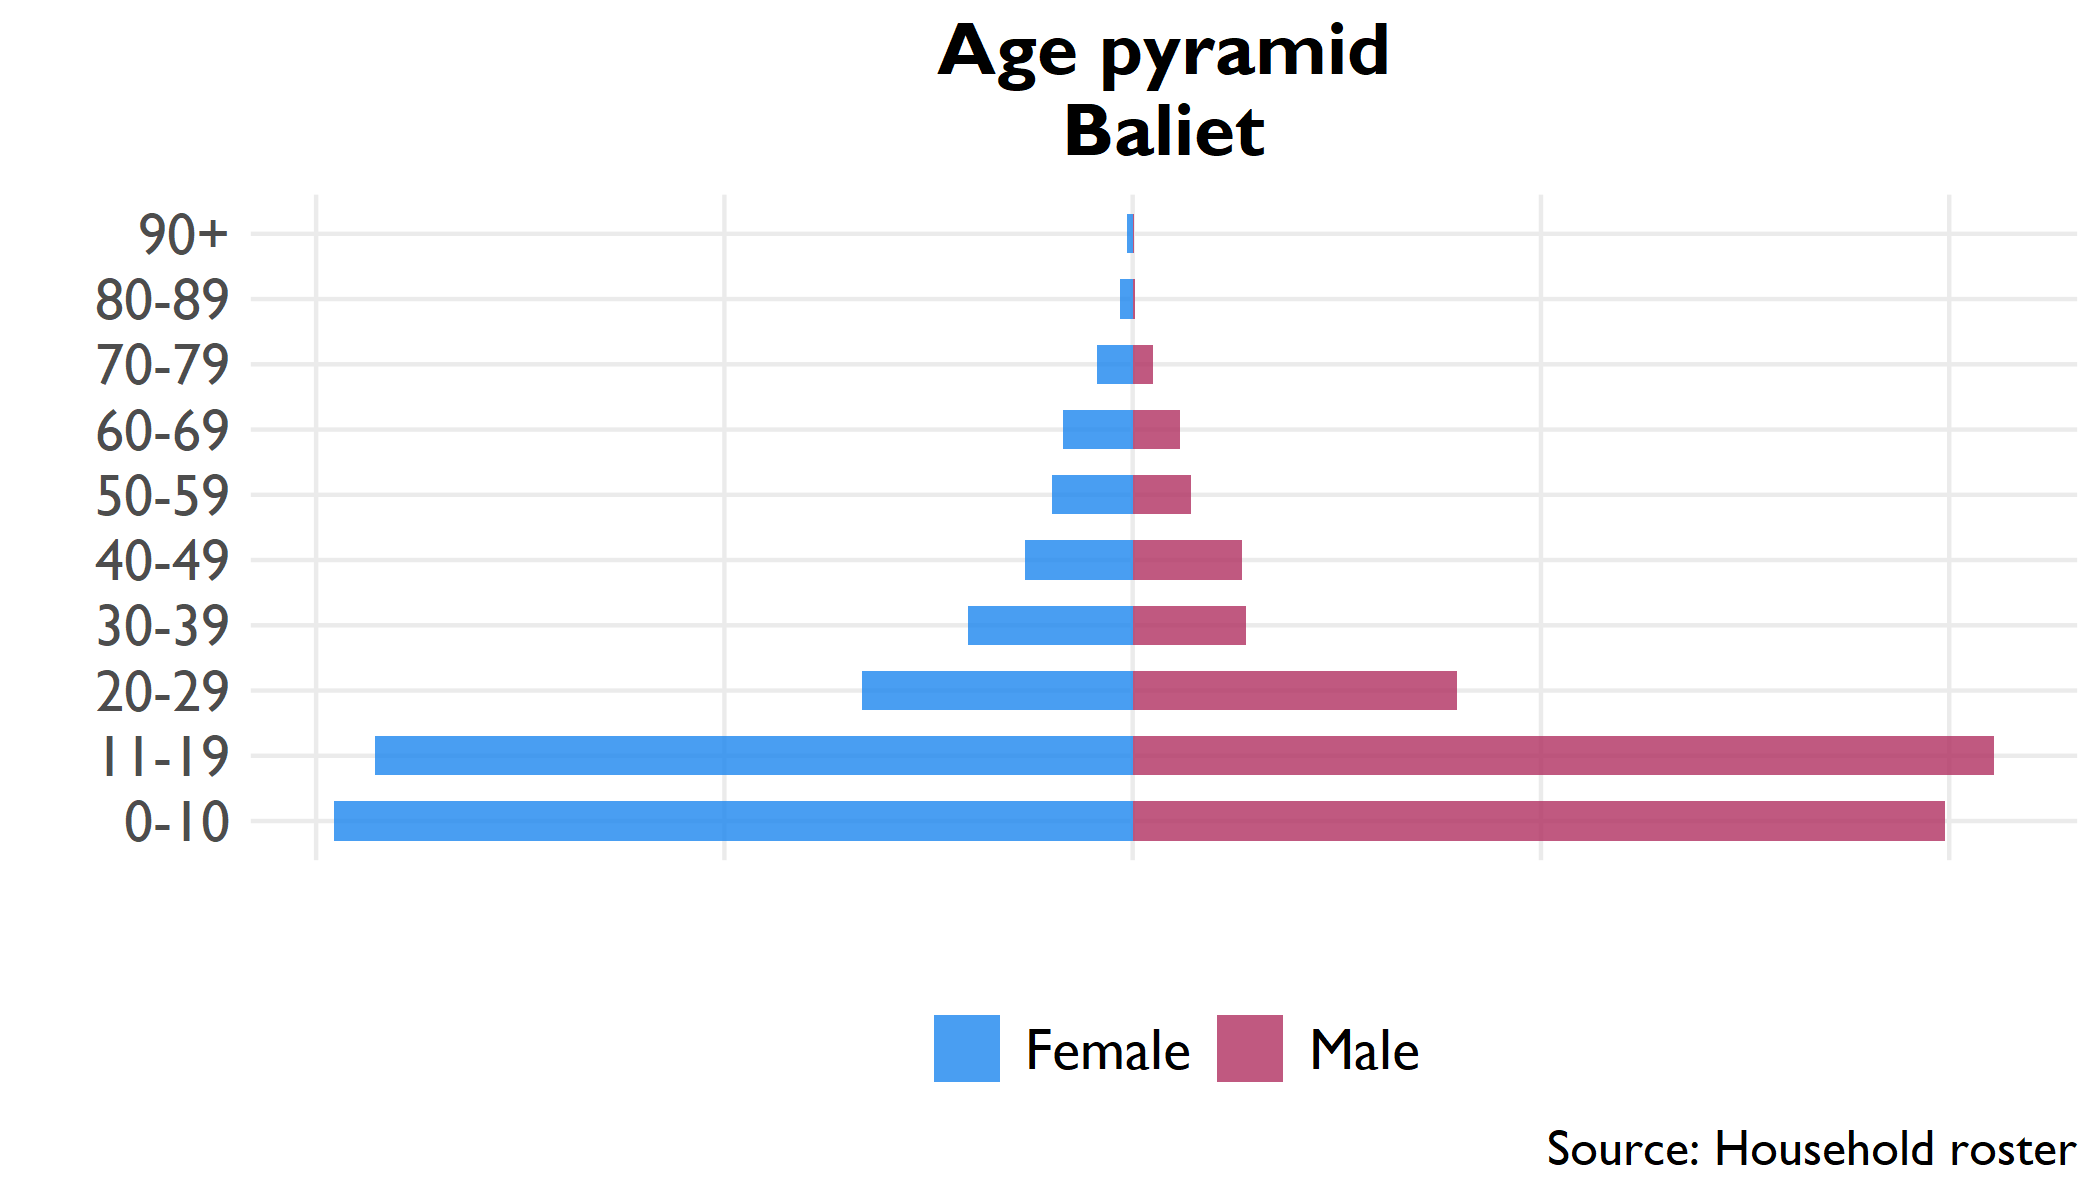 Age pyramid
Baliet
90+
80-89
70-79
60-69
50-59
40-49
30-39
20-29
11-19
0-10
Female Male
Source: Household roster